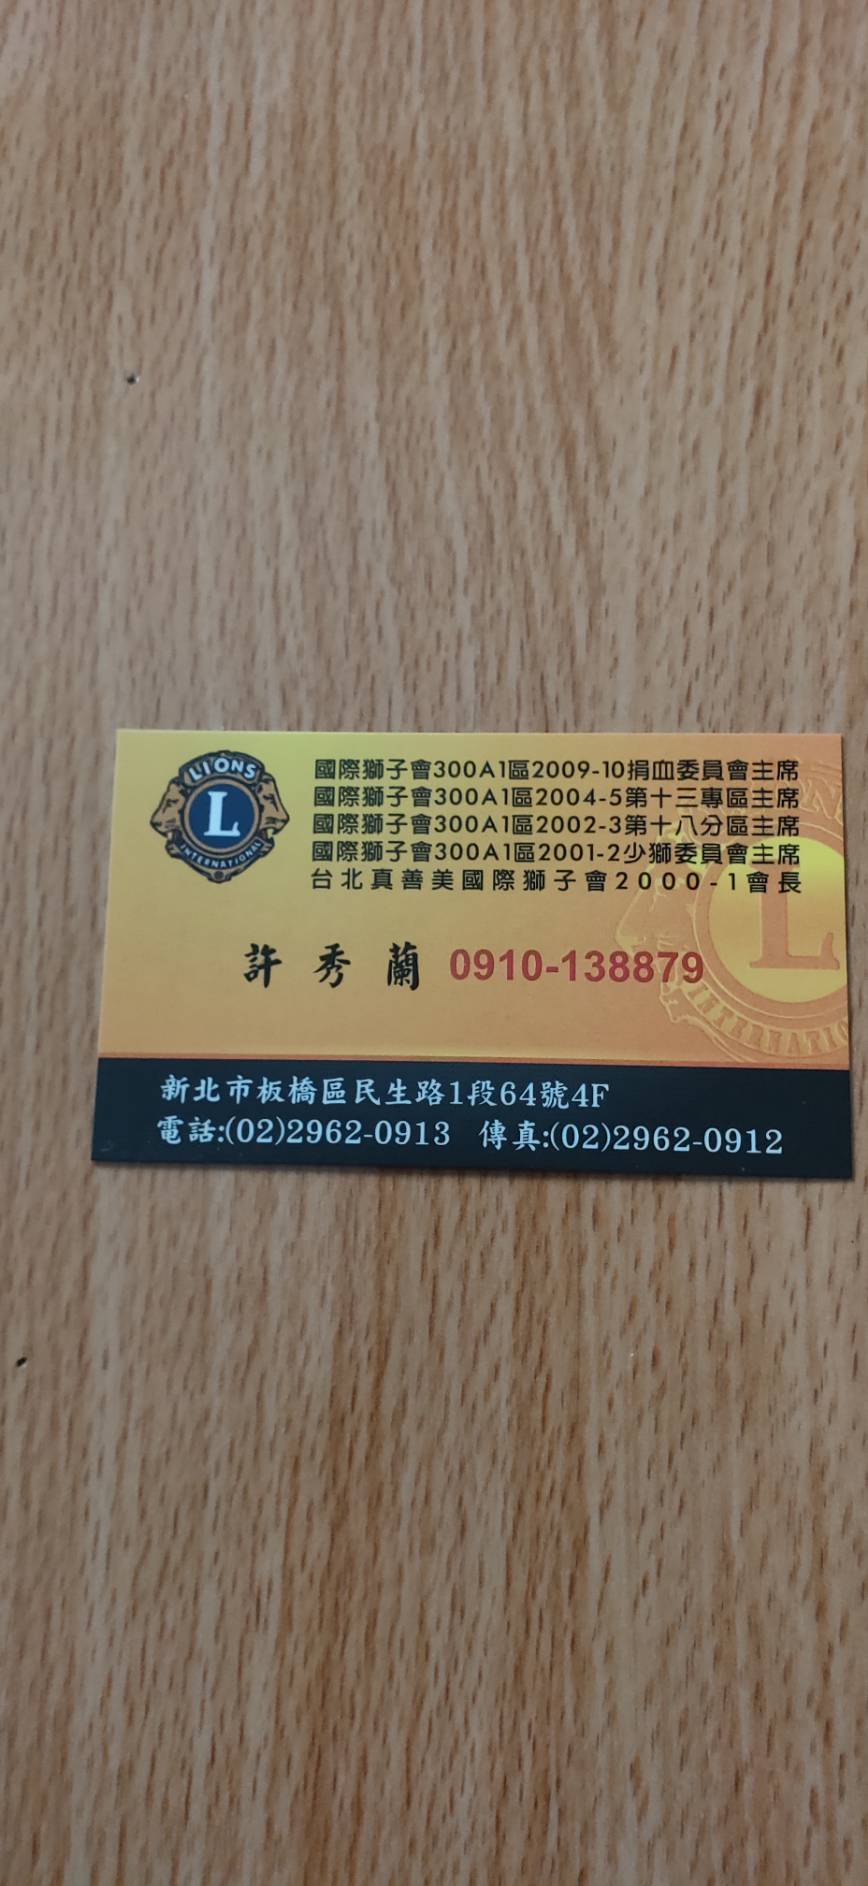 LIONS
L
INTERNATIONAL
國際獅子會300A1區2009-10捐血委員會主席
國際獅子會300A1區2004-5第十三專區主席
國際獅子會300A1區2002-3第十八分區主席
國際獅子會300A1區2001-2少獅委員會主席
台北真善美國際獅子會2000-1會長
許秀蘭 0910-138879
新北市板橋區民生路1段64號4F
電話:(02)2962-0913 傳真:(02)2962-0912